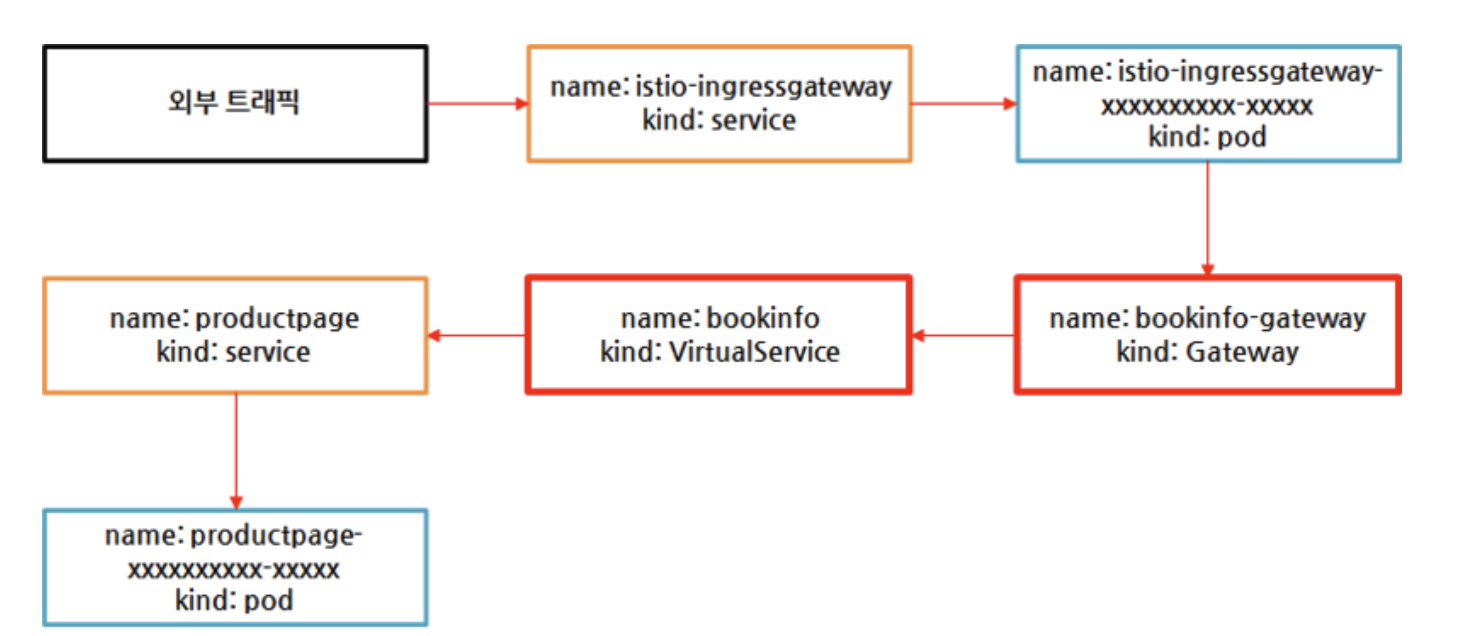 외부 트래픽
name: istio-ingressgateway
kind: service
name: istio-ingressgateway-
xxxxxxxxxx-xxxxx
kind: pod
name: bookinfo-gateway
kind: Gateway
name: bookinfo
kind: VirtualService
name: productpage
kind: service
name: productpage-
xxxxxxxxxx-xxxxx
kind: pod